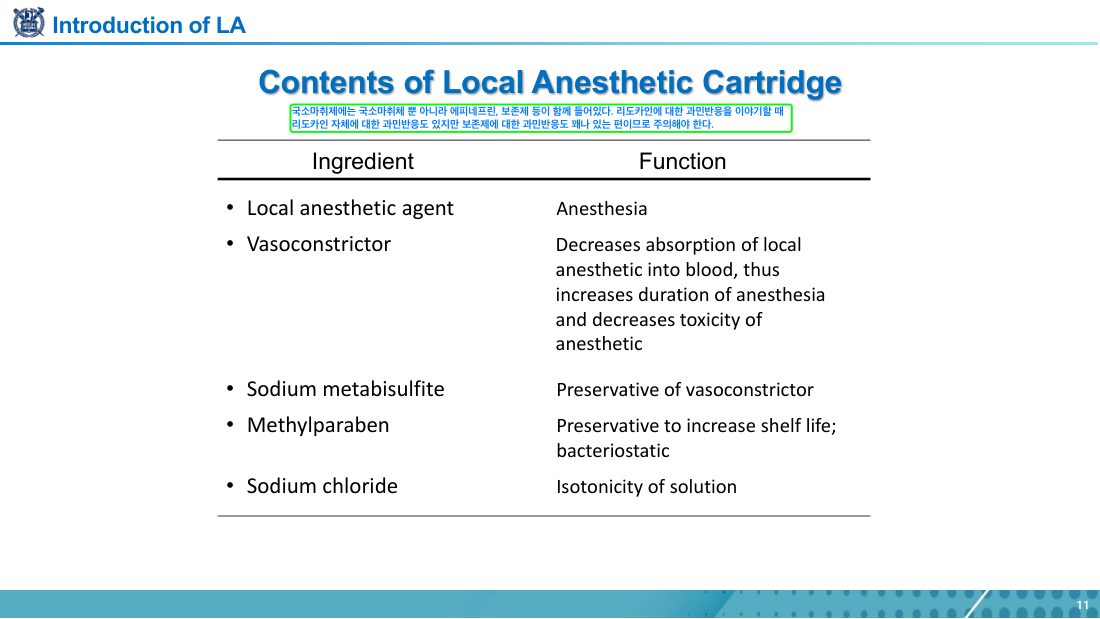 Introduction of LA
Contents of Local Anesthetic Cartridge
국소마취제에는 국소마취체 뿐 아니라 에피네프린, 보존제 등이 함께 들어있다. 리도카인에 대한 과민반응을 이야기할 때
리도카인 자체에 대한 과민반응도 있지만 보존제에 대한 과민반응도 꽤나 있는 편이므로 주의해야 한다.
Ingredient Function
• Local anesthetic agent Anesthesia
• Vasoconstrictor Decreases absorption of local
anesthetic into blood, thus
increases duration of anesthesia
and decreases toxicity of
anesthetic
• Sodium metabisulfite Preservative of vasoconstrictor
• Methylparaben Preservative to increase shelf life;
bacteriostatic
• Sodium chloride Isotonicity of solution
11